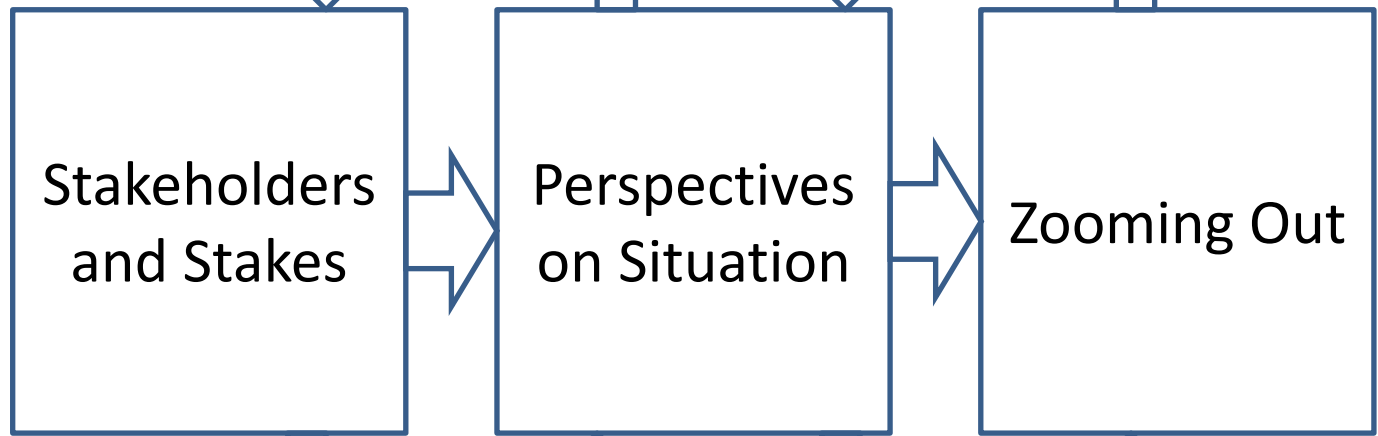 Stakeholders
and Stakes
Perspectives
on Situation
Zooming Out